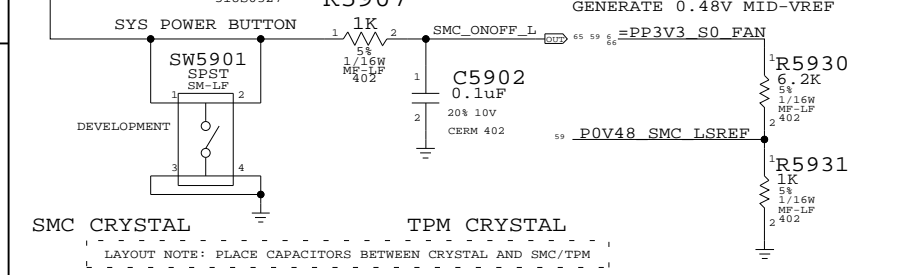 GENERATE 0.48V MID-VREF
SYS POWER BUTTON
1K
1 2
5%
1/16W
MF-LF
402
SMC_ONOFF_L
OUT
65 59 6
66
=PP3V3_S0_FAN
SW5901
SPST
SM-LF
1 2
DEVELOPMENT
3 4
1
C5902
0.1uF
2
20% 10V
CERM 402
1
R5930
6.2K
5%
1/16W
MF-LF
402
2
59
P0V48_SMC_LSREF
1
R5931
1K
5%
1/16W
MF-LF
402
2
SMC CRYSTAL
TPM CRYSTAL
LAYOUT NOTE: PLACE CAPACITORS BETWEEN CRYSTAL AND SMC/TPM